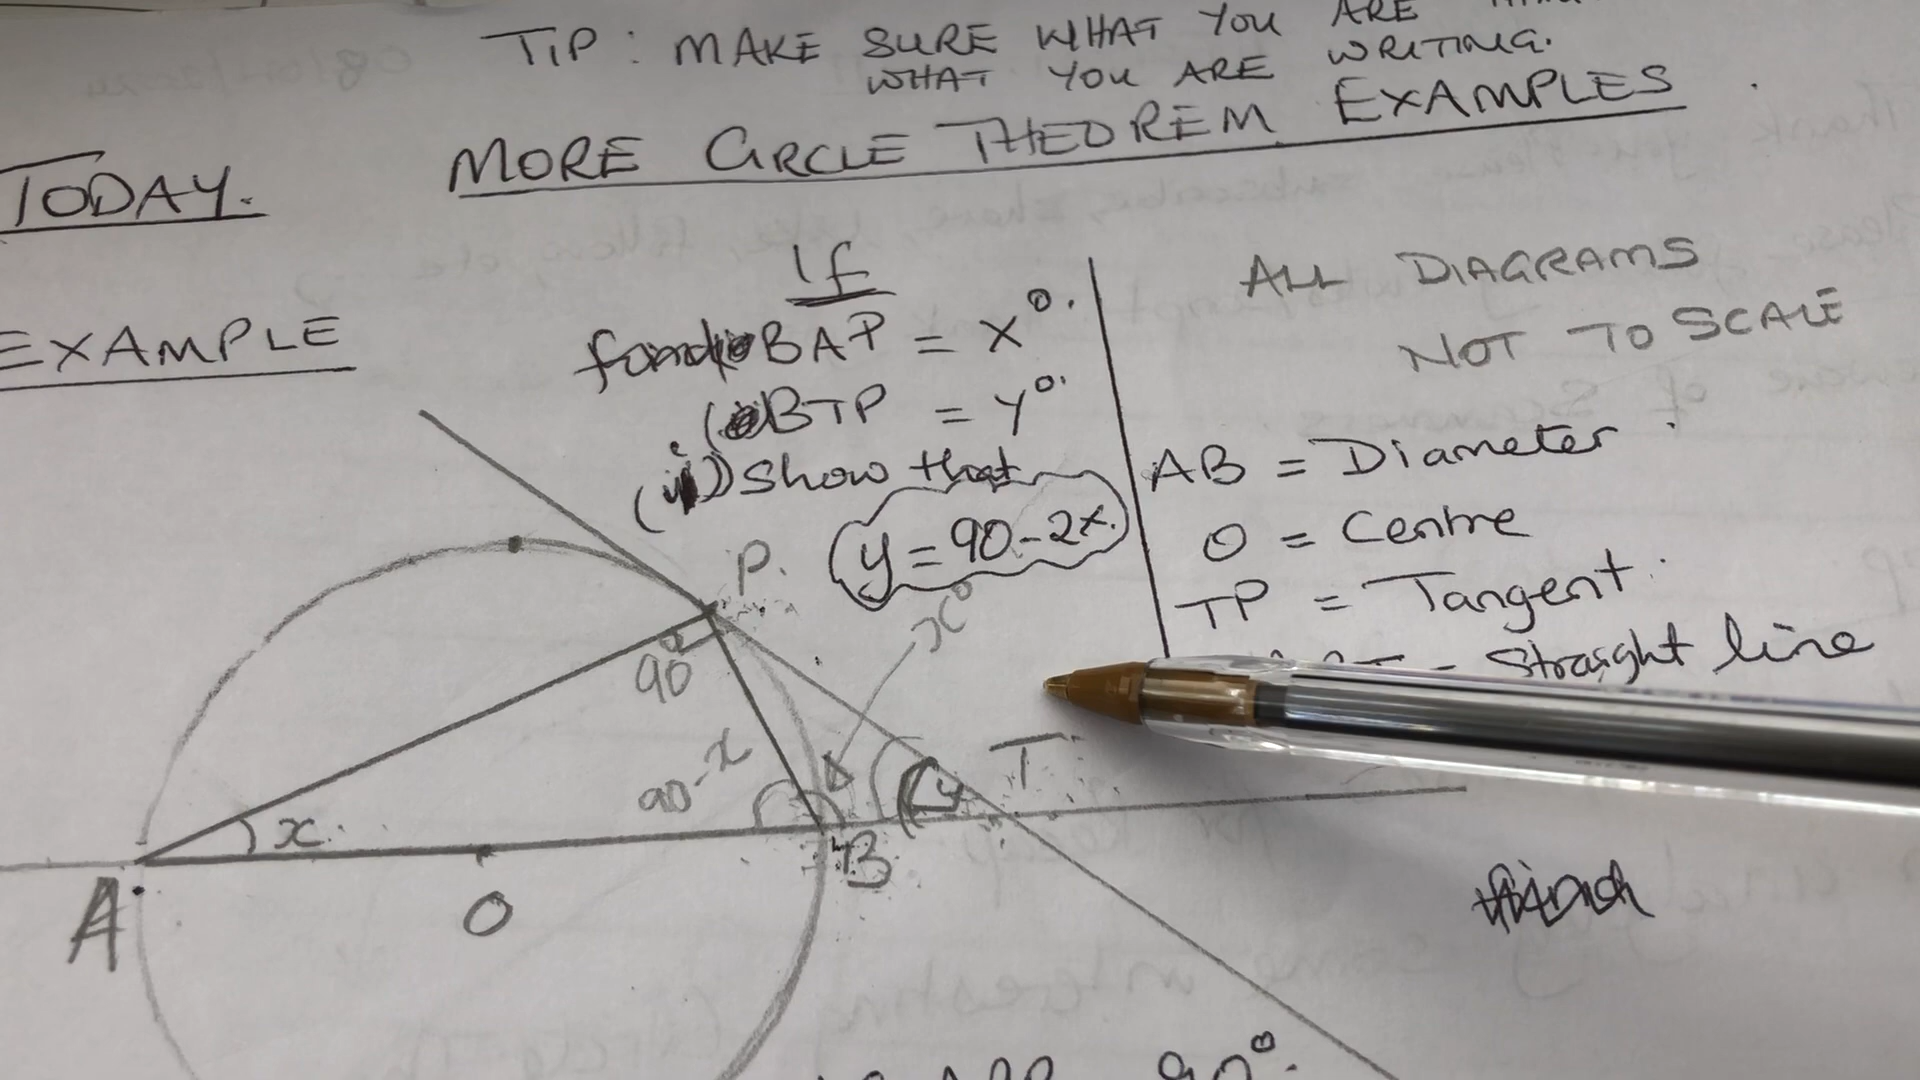 TIP: MAKE SURE WHAT YOU ARE
WHAT YOU ARE WRITING.
TODAY.
MORE CIRCLE THEOREM EXAMPLES
EXAMPLE
If
BAP = x°.
BTP = y°.
Show that
y = 90-2x.
ALL DIAGRAMS
NOT TO SCALE
AB = Diameter
O = Centre
TP = Tangent
- Straight line
P.
x°
90
90-x
T
y
x
B
A
O
90°.